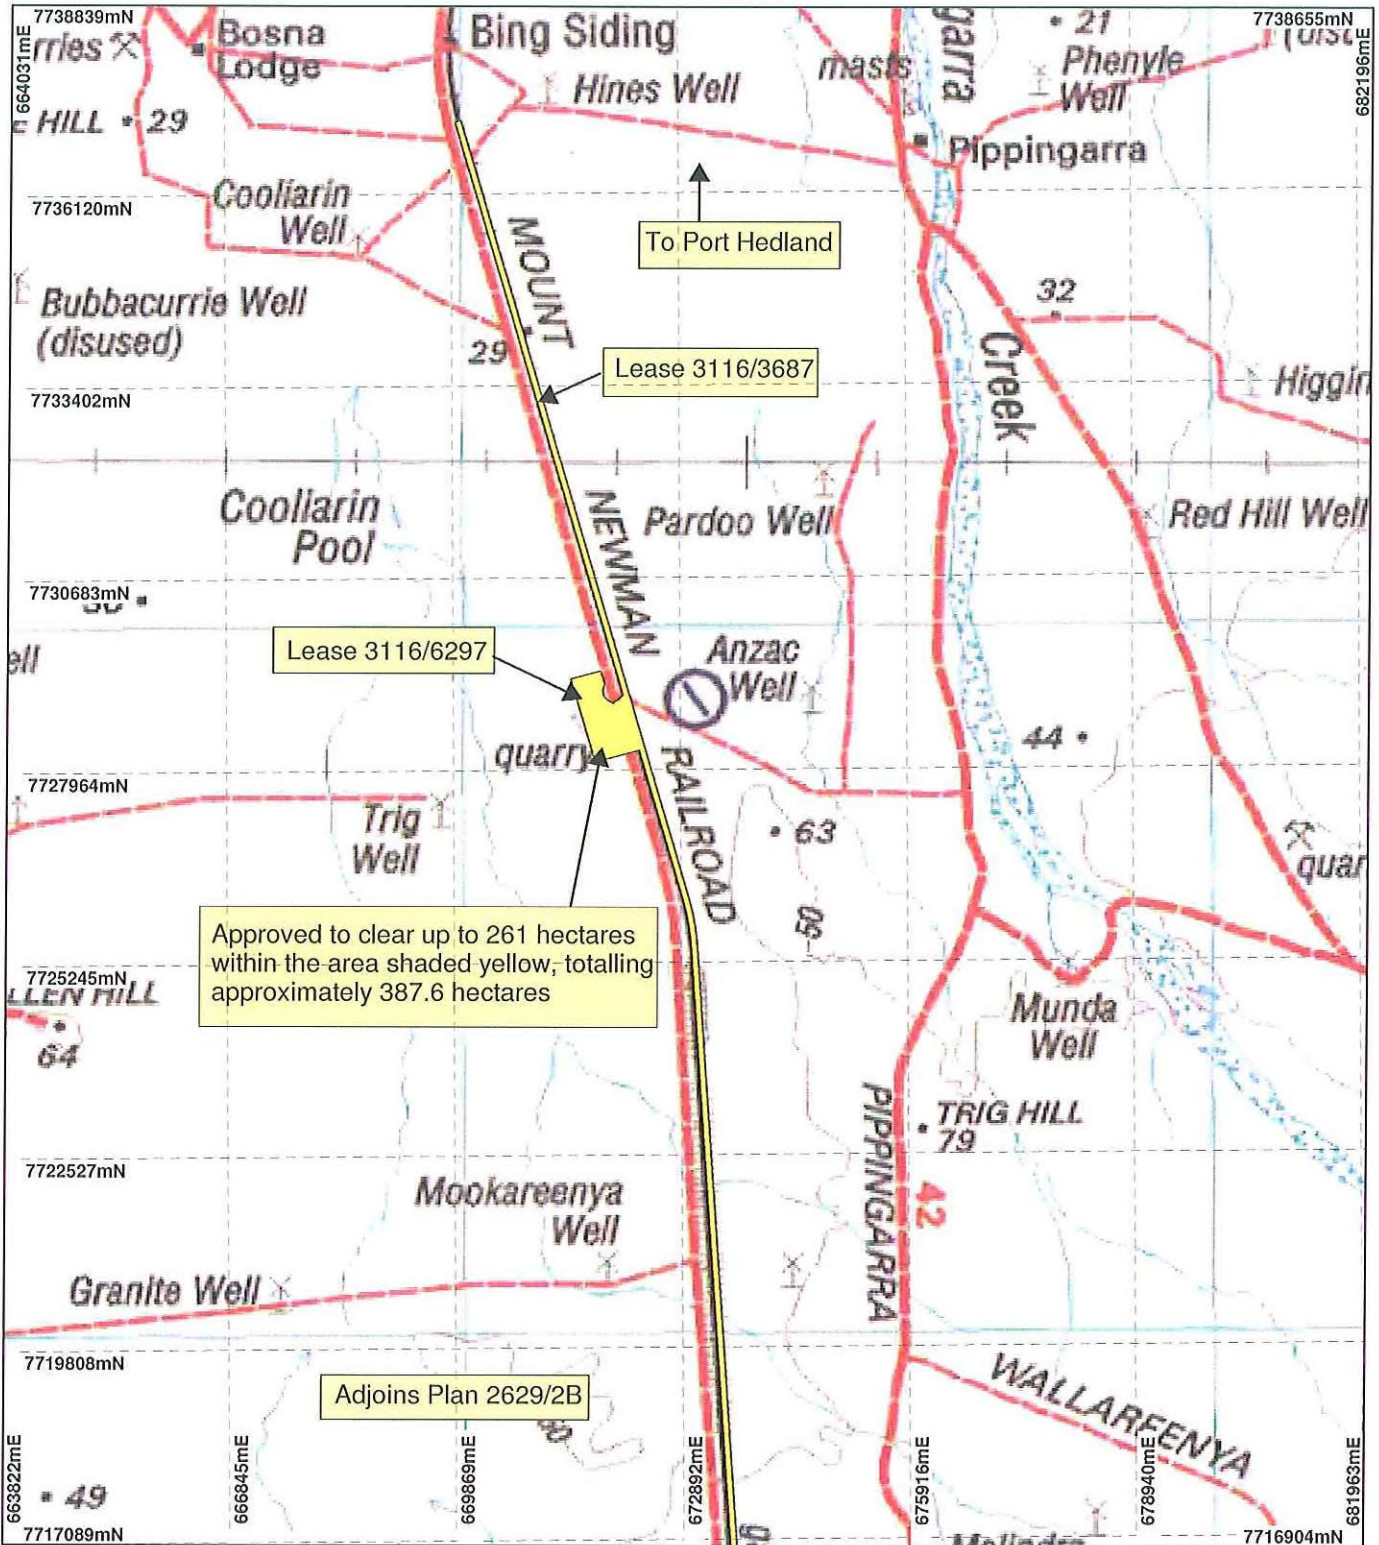 7738839mN
7738655mN
664031mE
682196mE
rries
Bosna
Lodge
Bing Siding
masts
garra
21
Phenyle
Well
Hines Well
E HILL
29
Pippingarra
Cooliarin
Well
7736120mN
MOUNT
To Port Hedland
Bubbacurrie Well
(disused)
29
32
Creek
Lease 3116/3687
7733402mN
Higgin
Cooliarin
Pool
NEWMAN
Pardoo Well
Red Hill Well
7730683mN
ell
Lease 3116/6297
Anzac
Well
quarry
44
7727964mN
RAILROAD
Trig
Well
63
quar
Approved to clear up to 261 hectares
within the area shaded yellow, totalling
approximately 387.6 hectares
7725245mN
LLEN HILL
64
Munda
Well
PIPPINGARRA
TRIG HILL
79
7722527mN
42
Mookareenya
Well
Granite Well
7719808mN
Adjoins Plan 2629/2B
WALLAREENYA
49
663822mE
666845mE
669869mE
672892mE
675916mE
678940mE
681963mE
7717089mN
7716904mN